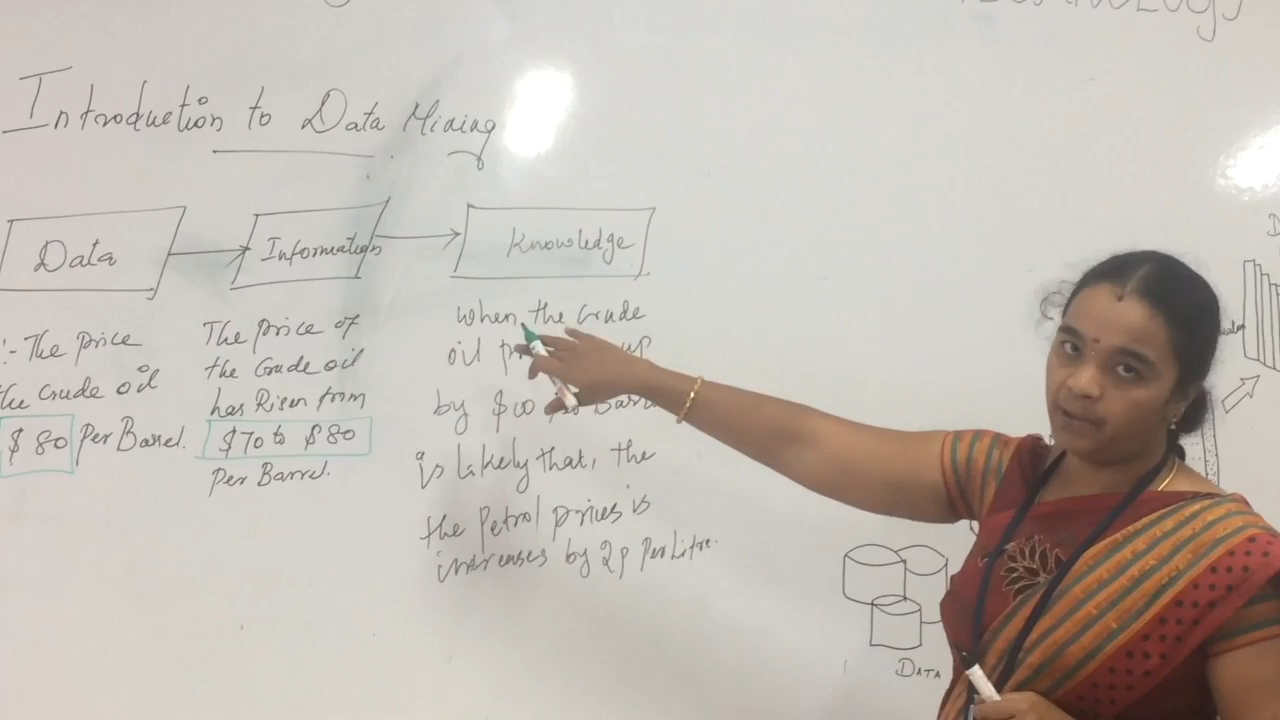 Introduction to Data Mining
Data
Information
Knowledge
:- The price
the Crude oil
$ 80 Per Barrel.
The price of
the Crude oil
has Risen from
$70 to $80
Per Barrel.
when the Crude
oil up
by $10
is likely that, the
the Petrol prices is
increases by 2p Per Litre.
DATA